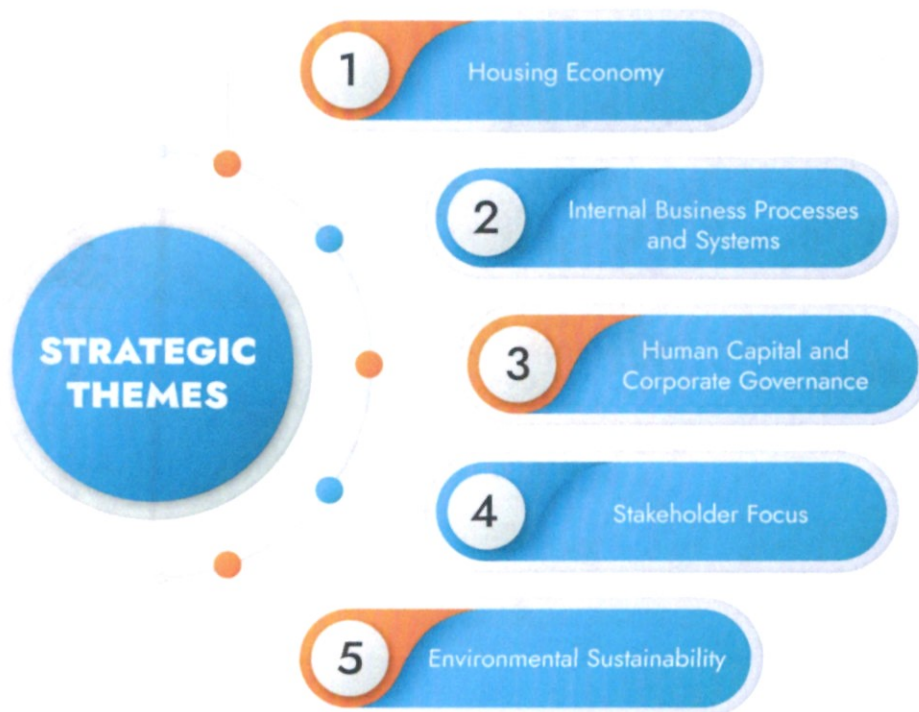 STRATEGIC
THEMES
1
Housing Economy
2
Internal Business Processes
and Systems
3
Human Capital and
Corporate Governance
4
Stakeholder Focus
5
Environmental Sustainability